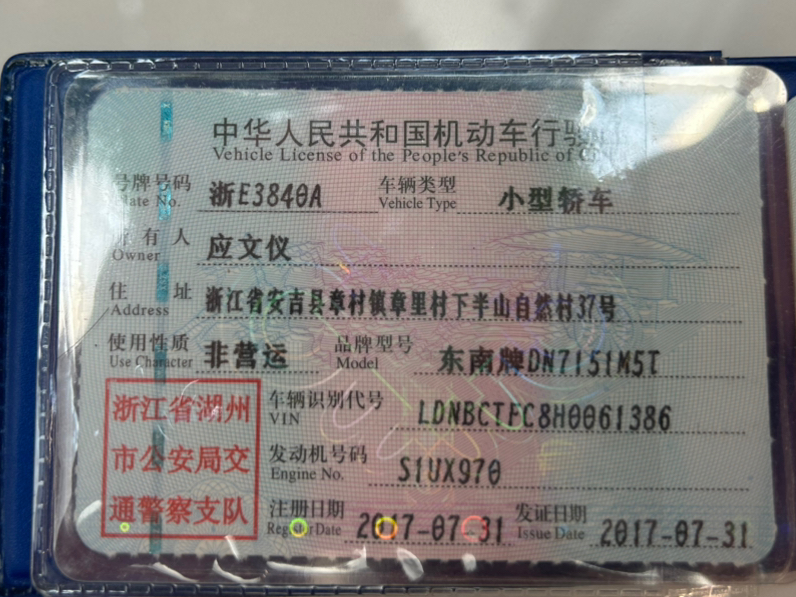 中华人民共和国机动车行驶
Vehicle License of the People's Republic of
号牌号码 浙E3840A 车辆类型 小型轿车
Plate No. Vehicle Type
所有人 应文仪
Owner
住址 浙江省安吉县章村镇章里村下半山自然村37号
Address
使用性质 非营运 品牌型号 东南牌DN7151M5T
Use Character Model
浙江省湖州
市公安局交
通警察支队
车辆识别代号 LDNBCTFC8H0061386
VIN
发动机号码 S1UX970
Engine No.
注册日期 2017-07-31 发证日期 2017-07-31
Register Date Issue Date